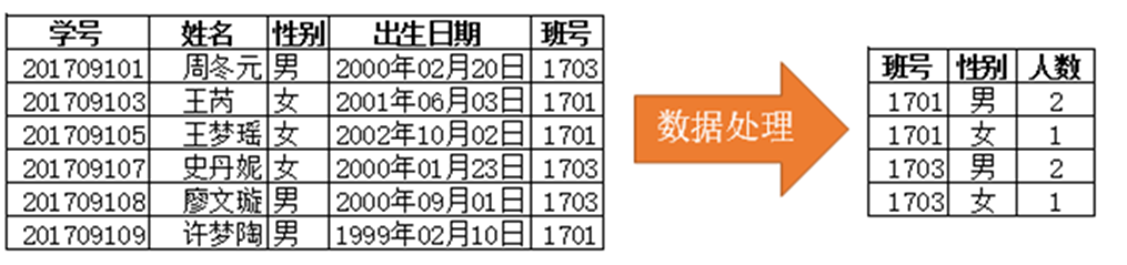 学号 姓名 性别 出生日期 班号
201709101 周冬元 男 2000年02月20日 1703
201709103 王芮 女 2001年06月03日 1701
201709105 王梦瑶 女 2002年10月02日 1701
201709107 史丹妮 女 2000年01月23日 1703
201709108 廖文璇 男 2000年09月01日 1703
201709109 许梦陶 男 1999年02月10日 1701
数据处理
班号 性别 人数
1701 男 2
1701 女 1
1703 男 2
1703 女 1